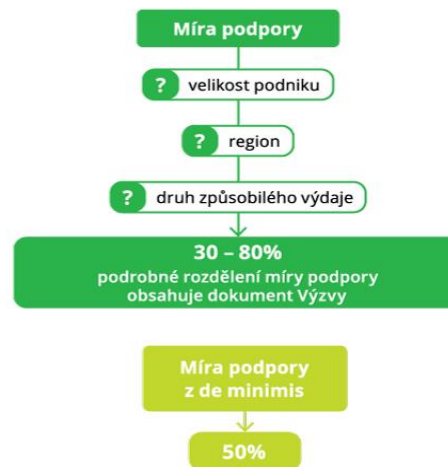 Míra podpory
? velikost podniku
? region
? druh způsobilého výdaje
30 – 80%
podrobné rozdělení míry podpory
obsahuje dokument Výzvy
Míra podpory
z de minimis
50%